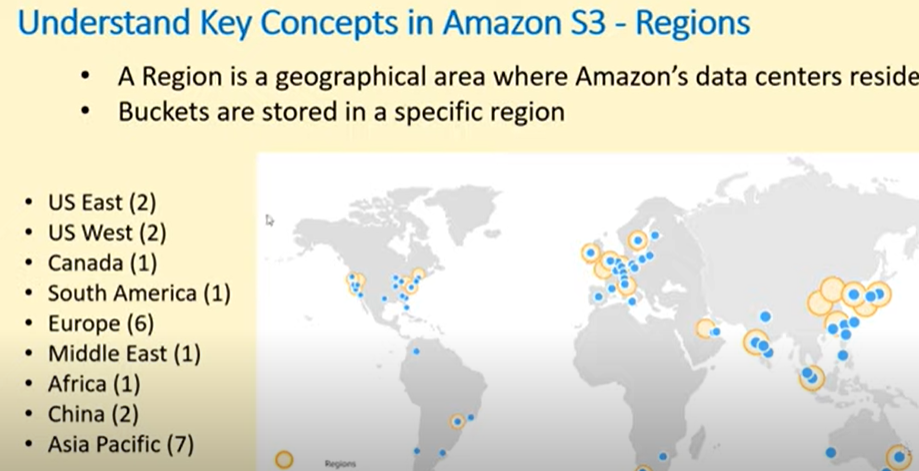 Understand Key Concepts in Amazon S3 - Regions
• A Region is a geographical area where Amazon's data centers reside
• Buckets are stored in a specific region
• US East (2)
• US West (2)
• Canada (1)
• South America (1)
• Europe (6)
• Middle East (1)
• Africa (1)
• China (2)
• Asia Pacific (7)
Regions